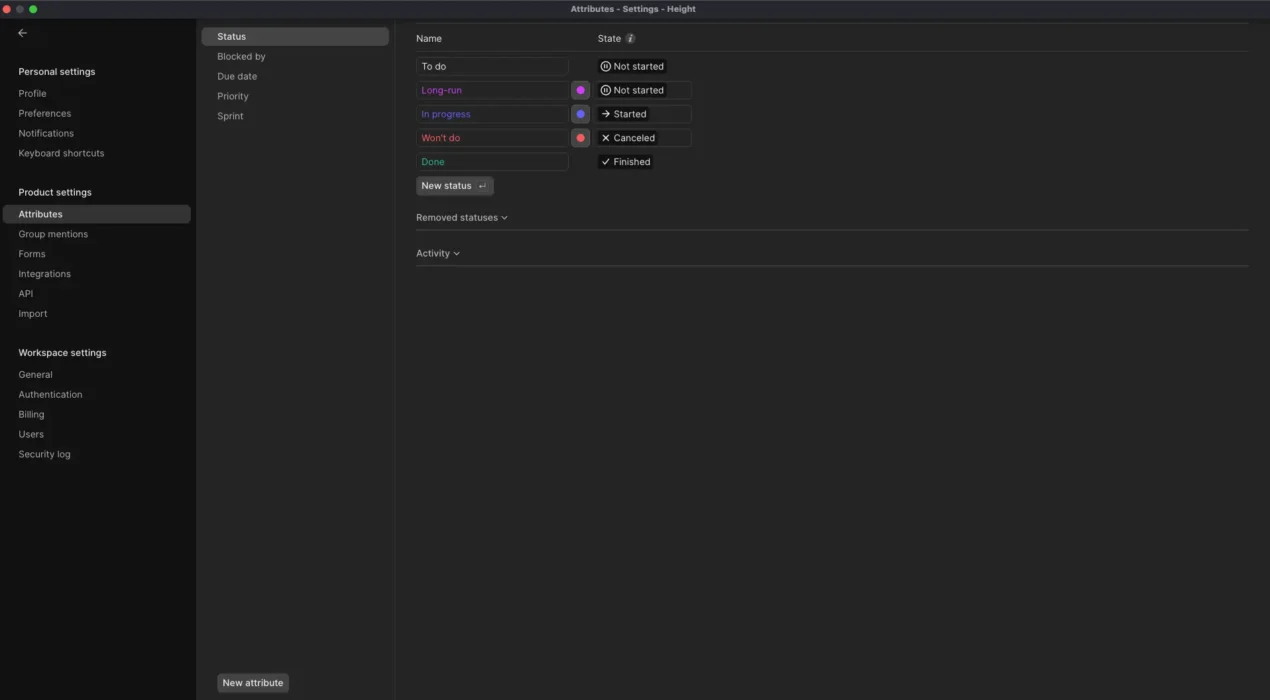 Attributes - Settings - Height
Personal settings
Profile
Preferences
Notifications
Keyboard shortcuts
Product settings
Attributes
Group mentions
Forms
Integrations
API
Import
Workspace settings
General
Authentication
Billing
Users
Security log
Status
Blocked by
Due date
Priority
Sprint
New attribute
Name State i
To do Not started
Long-run Not started
In progress Started
Won't do Canceled
Done Finished
New status
Removed statuses
Activity